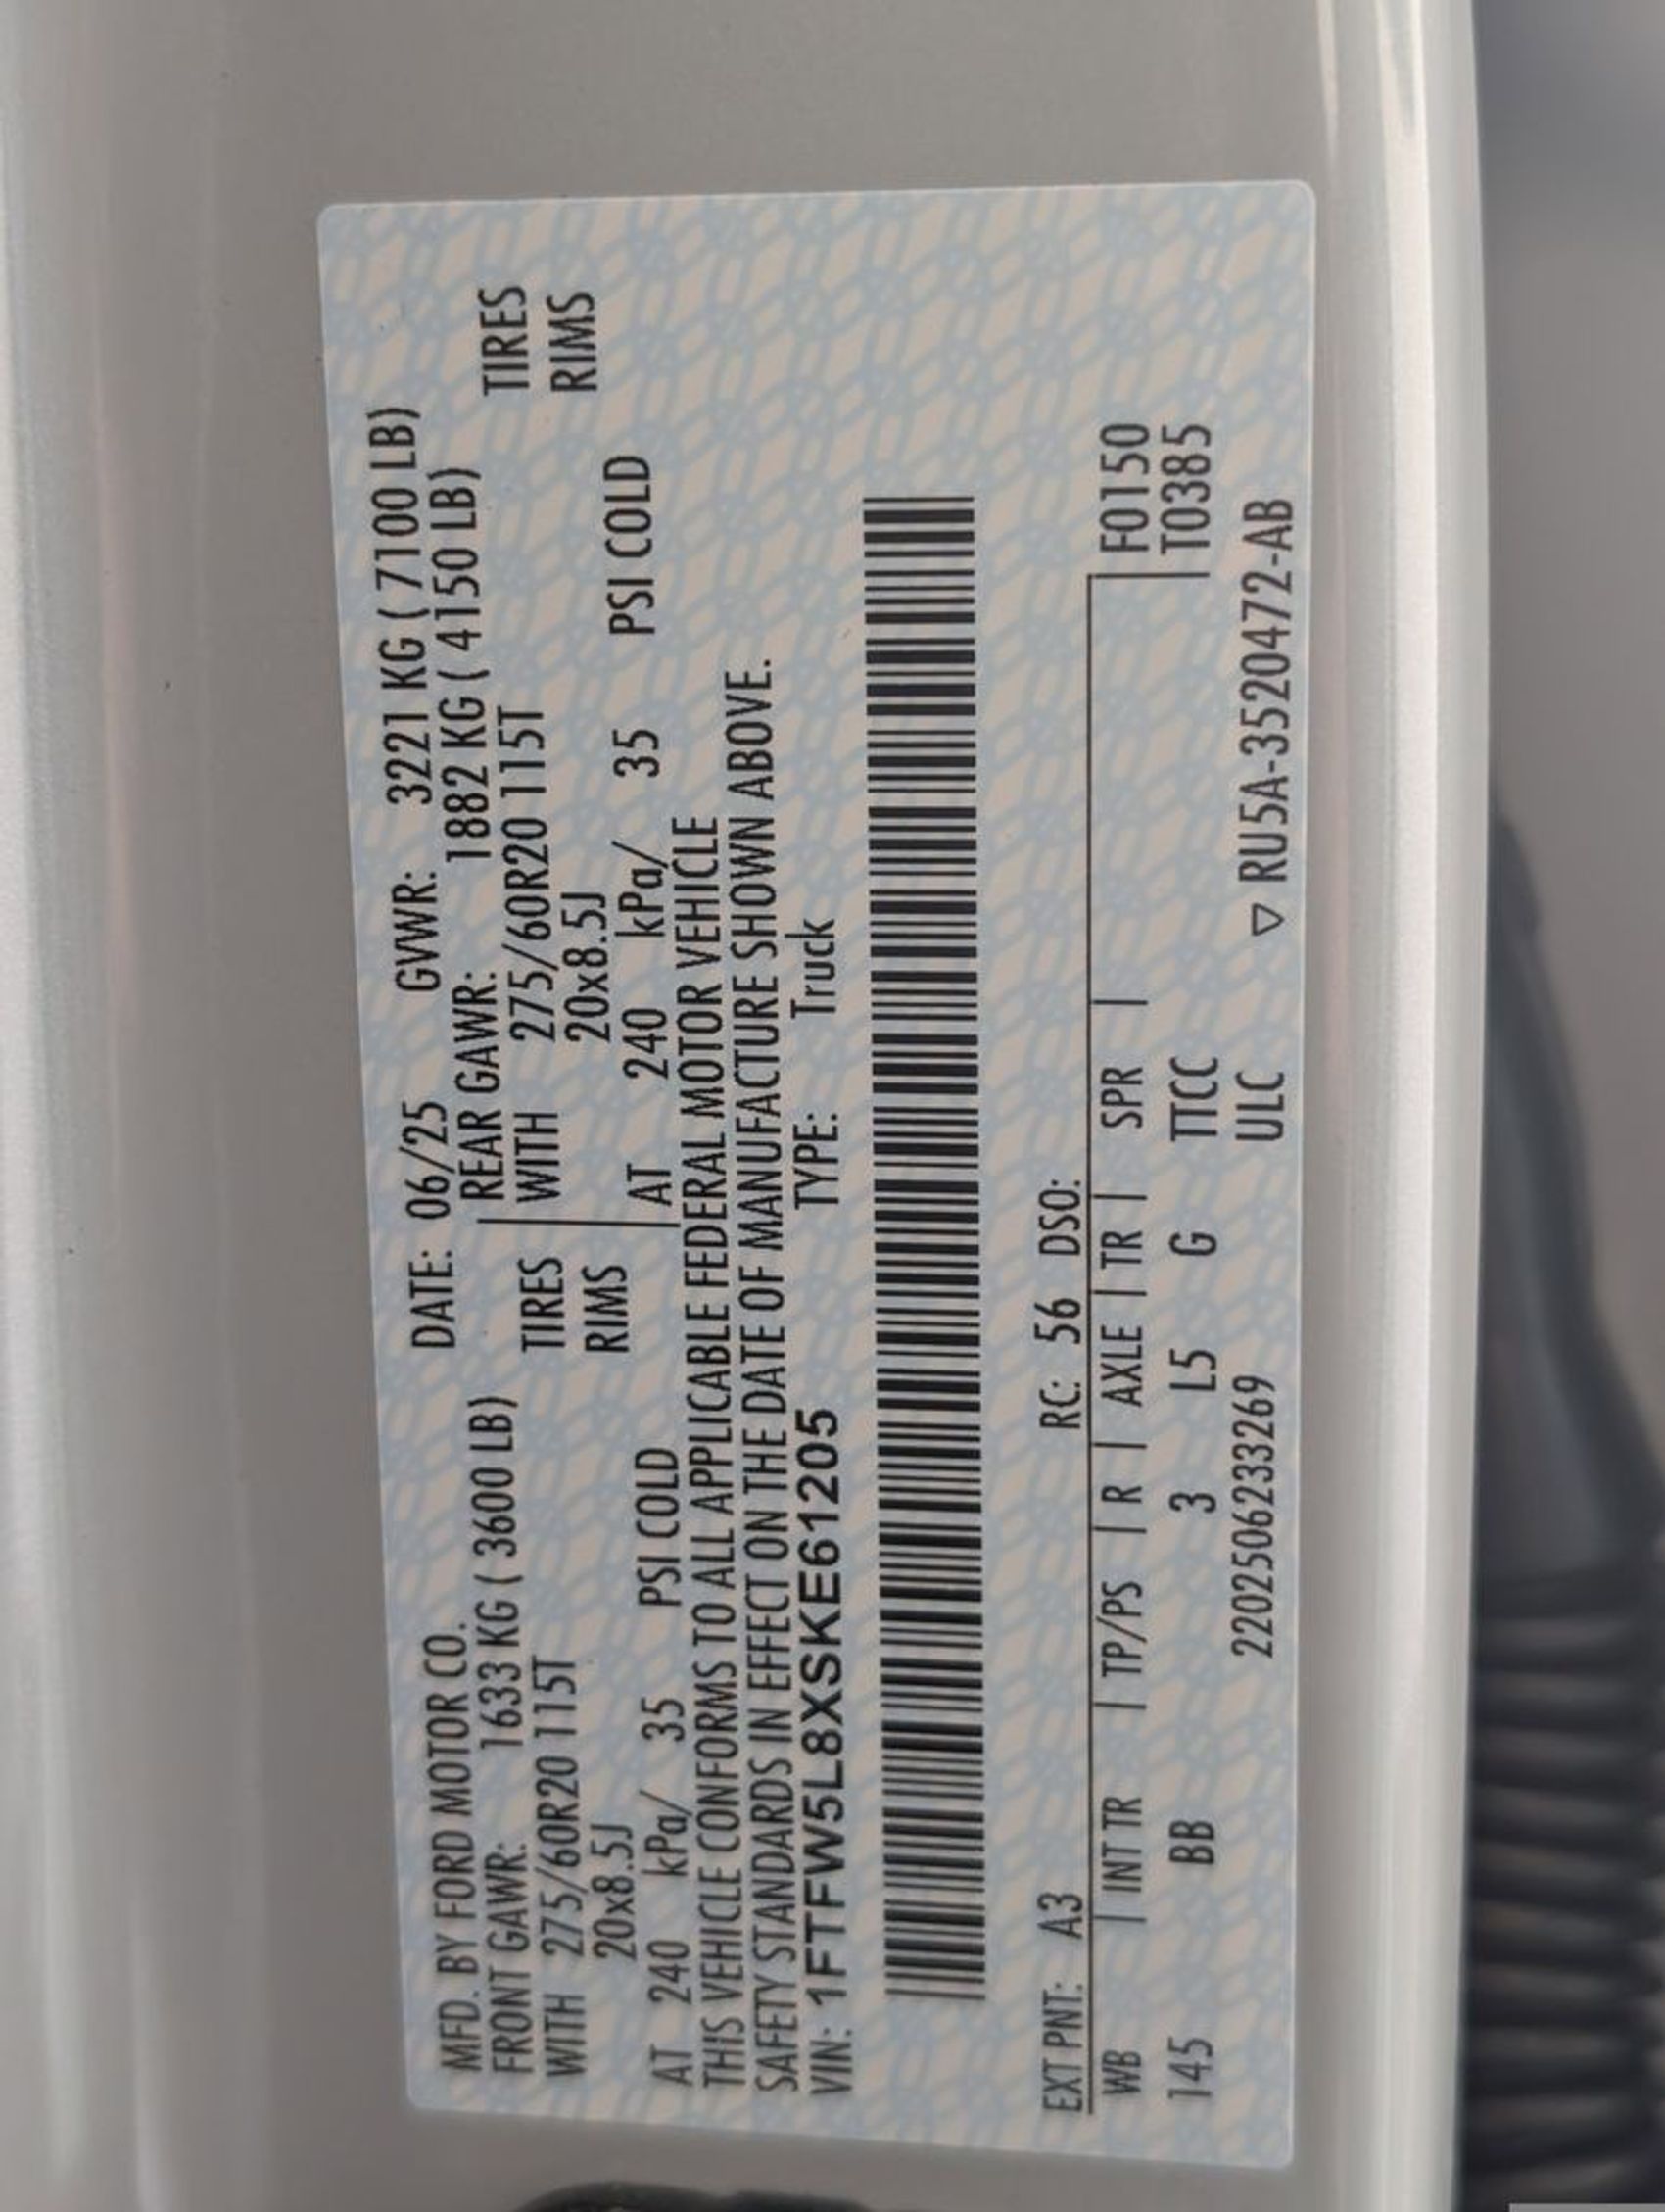 MFD. BY FORD MOTOR CO. DATE: 06/25 GVWR: 3221 KG ( 7100 LB)
FRONT GAWR: 1633 KG ( 3600 LB) REAR GAWR: 1882 KG ( 4150 LB)
WITH 275/60R20 115T TIRES WITH 275/60R20 115T TIRES
20x8.5J RIMS 20x8.5J RIMS
AT 240 kPa/ 35 PSI COLD AT 240 kPa/ 35 PSI COLD
THIS VEHICLE CONFORMS TO ALL APPLICABLE FEDERAL MOTOR VEHICLE
SAFETY STANDARDS IN EFFECT ON THE DATE OF MANUFACTURE SHOWN ABOVE.
VIN: 1FTFW5L8XSKE61205 TYPE: Truck
EXT PNT: A3 RC: 56 DSO:
WB | INT TR | TP/PS | R | AXLE | TR | SPR | F0150
145 BB 3 L5 G TTCC T0385
2202506233269 ULC ▽ RU5A-3520472-AB